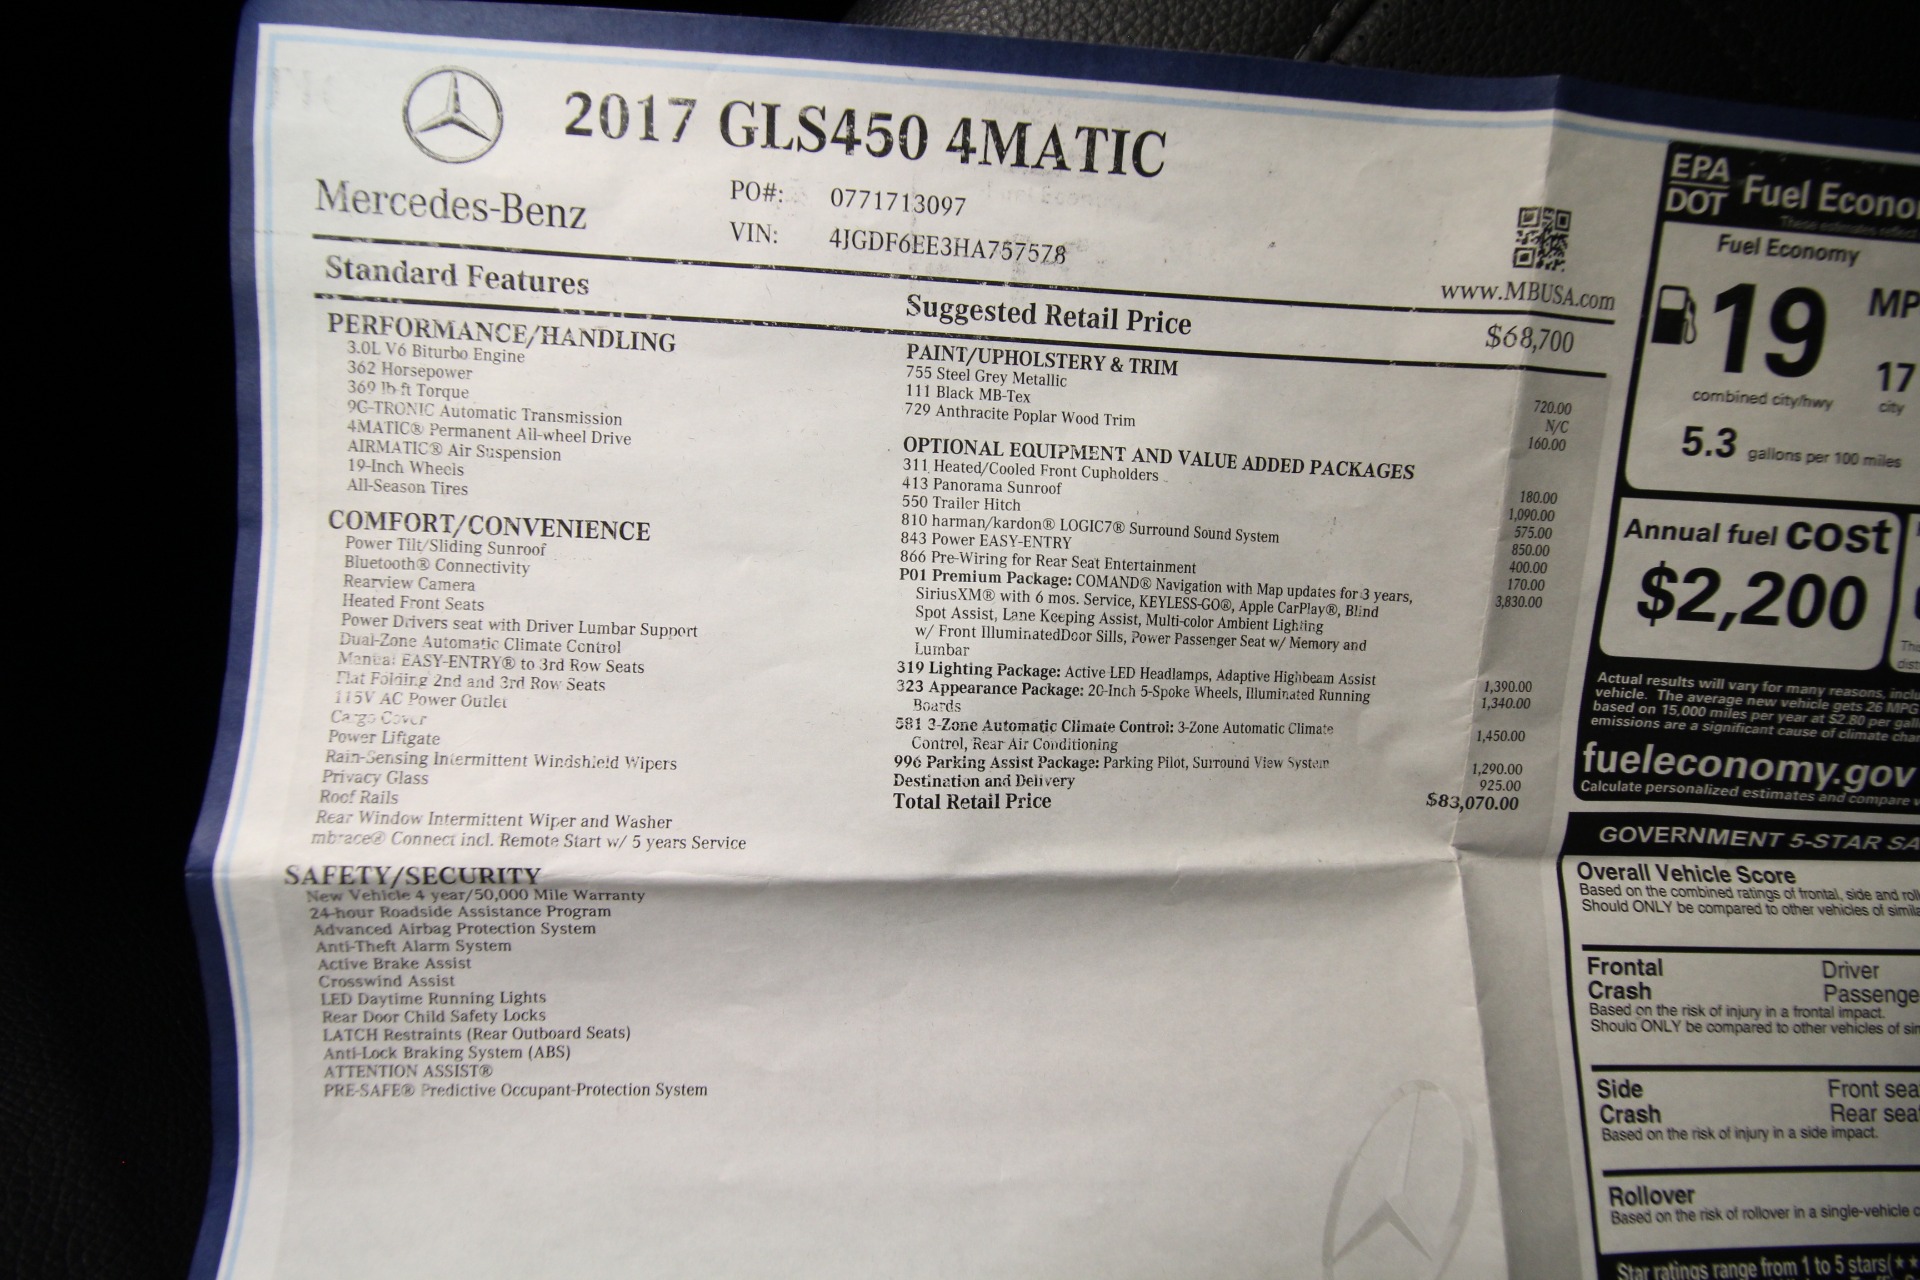 2017 GLS450 4MATIC
Mercedes-Benz
PO#: 0771713097
VIN: 4JGDF6EE3HA757578
www.MBUSA.com
Standard Features
PERFORMANCE/HANDLING
3.0L V6 Biturbo Engine
362 Horsepower
369 lb-ft Torque
9G-TRONIC Automatic Transmission
4MATIC® Permanent All-wheel Drive
AIRMATIC® Air Suspension
19-Inch Wheels
All-Season Tires
COMFORT/CONVENIENCE
Power Tilt/Sliding Sunroof
Bluetooth® Connectivity
Rearview Camera
Heated Front Seats
Power Drivers seat with Driver Lumbar Support
Dual-Zone Automatic Climate Control
Manual EASY-ENTRY® to 3rd Row Seats
Flat Folding 2nd and 3rd Row Seats
115V AC Power Outlet
Cargo Cover
Power Liftgate
Rain-Sensing Intermittent Windshield Wipers
Privacy Glass
Roof Rails
Rear Window Intermittent Wiper and Washer
mbrace® Connect incl. Remote Start w/ 5 years Service
SAFETY/SECURITY
New Vehicle 4 year/50,000 Mile Warranty
24-hour Roadside Assistance Program
Advanced Airbag Protection System
Anti-Theft Alarm System
Active Brake Assist
Crosswind Assist
LED Daytime Running Lights
Rear Door Child Safety Locks
LATCH Restraints (Rear Outboard Seats)
Anti-Lock Braking System (ABS)
ATTENTION ASSIST®
PRE-SAFE® Predictive Occupant-Protection System
Suggested Retail Price $68,700
PAINT/UPHOLSTERY & TRIM
755 Steel Grey Metallic 720.00
111 Black MB-Tex N/C
729 Anthracite Poplar Wood Trim 160.00
OPTIONAL EQUIPMENT AND VALUE ADDED PACKAGES
311 Heated/Cooled Front Cupholders 180.00
413 Panorama Sunroof 1,090.00
550 Trailer Hitch 575.00
810 harman/kardon® LOGIC7® Surround Sound System 850.00
843 Power EASY-ENTRY 400.00
866 Pre-Wiring for Rear Seat Entertainment 170.00
P01 Premium Package: COMAND® Navigation with Map updates for 3 years, 3,830.00
SiriusXM® with 6 mos. Service, KEYLESS-GO®, Apple CarPlay®, Blind
Spot Assist, Lane Keeping Assist, Multi-color Ambient Lighting
w/ Front IlluminatedDoor Sills, Power Passenger Seat w/ Memory and
Lumbar
319 Lighting Package: Active LED Headlamps, Adaptive Highbeam Assist 1,390.00
323 Appearance Package: 20-Inch 5-Spoke Wheels, Illuminated Running 1,340.00
Boards
581 3-Zone Automatic Climate Control: 3-Zone Automatic Climate 1,450.00
Control, Rear Air Conditioning
996 Parking Assist Package: Parking Pilot, Surround View System 1,290.00
Destination and Delivery 925.00
Total Retail Price $83,070.00
EPA
DOT Fuel Econo
These estimates reflect
Fuel Economy
19 MP
combined city/hwy
17
city
5.3 gallons per 100 miles
Annual fuel cost
$2,200
Actual results will vary for many reasons, inclu
vehicle. The average new vehicle gets 26 MPG
based on 15,000 miles per year at $2.80 per gall
emissions are a significant cause of climate cha
fueleconomy.gov
Calculate personalized estimates and compare v
GOVERNMENT 5-STAR SA
Overall Vehicle Score
Based on the combined ratings of frontal, side and roll
Should ONLY be compared to other vehicles of simila
Frontal Driver
Crash Passenge
Based on the risk of injury in a frontal impact.
Should ONLY be compared to other vehicles of sim
Side Front sea
Crash Rear sea
Based on the risk of injury in a side impact.
Rollover
Based on the risk of rollover in a single-vehicle c
Star ratings range from 1 to 5 stars(★★